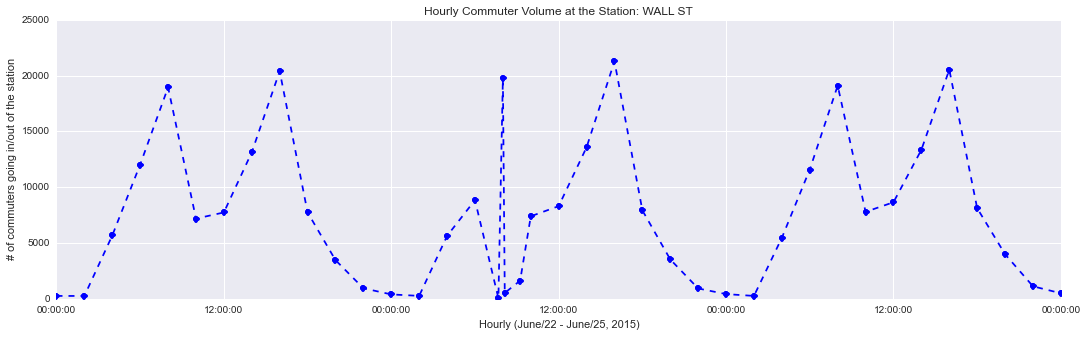 Hourly Commuter Volume at the Station: WALL ST
# of commuters going in/out of the station
25000
20000
15000
10000
5000
0
00:00:00 12:00:00 00:00:00 12:00:00 00:00:00 12:00:00 00:00:00
Hourly (June/22 - June/25, 2015)